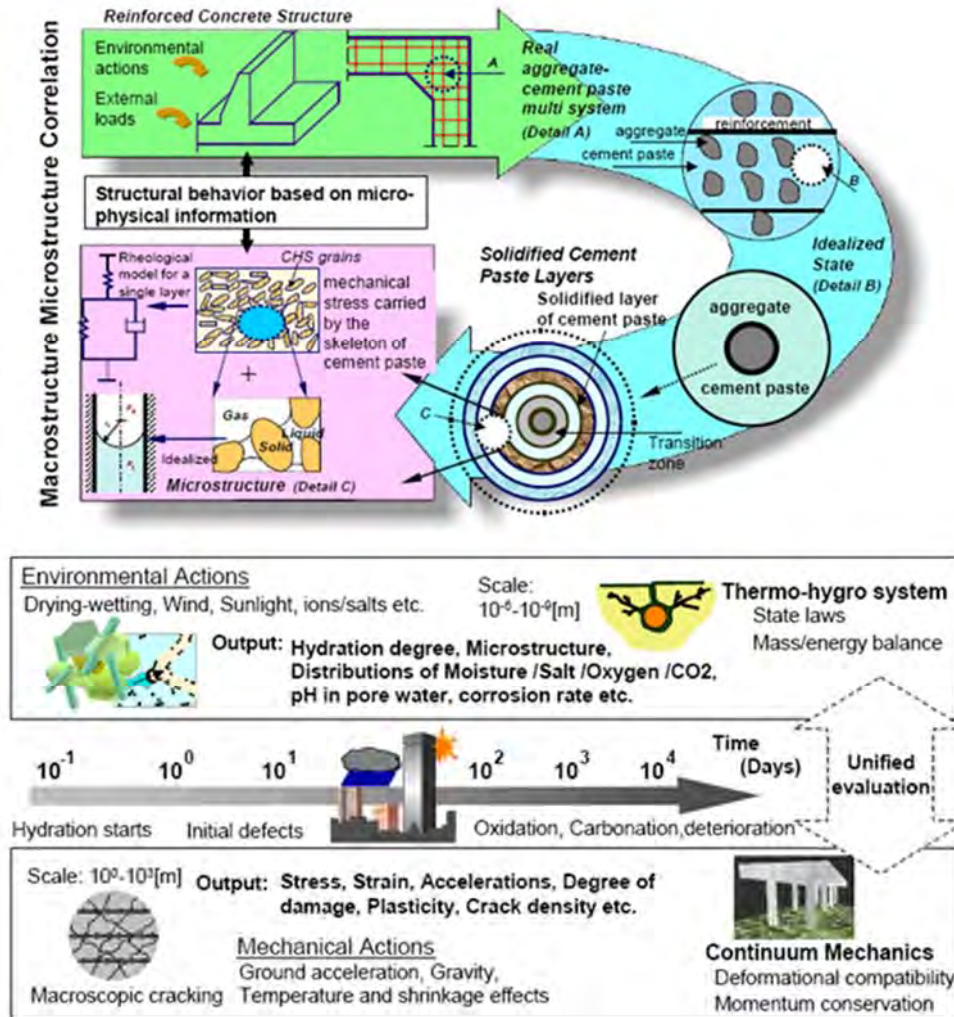 Macrostructure Microstructure Correlation
Reinforced Concrete Structure
Environmental
actions
External
loads
A
Real
aggregate-
cement paste
multi system
(Detail A)
aggregate
cement paste
reinforcement
B
Structural behavior based on micro-
physical information
Idealized
State
(Detail B)
aggregate
cement paste
Solidified Cement
Paste Layers
Solidified layer
of cement paste
C
Transition
zone
Rheological
model for a
single layer
CHS grains
mechanical
stress carried
by the
skeleton of
cement paste
+
Gas
Liquid
Solid
Idealized
Microstructure (Detail C)
Environmental Actions
Drying-wetting, Wind, Sunlight, ions/salts etc.
Scale:
10⁻⁶-10⁻⁹[m]
Thermo-hygro system
State laws
Mass/energy balance
Output: Hydration degree, Microstructure,
Distributions of Moisture /Salt /Oxygen /CO2,
pH in pore water, corrosion rate etc.
10⁻¹ 10⁰ 10¹ 10² 10³ 10⁴
Time
(Days)
Unified
evaluation
Hydration starts Initial defects Oxidation, Carbonation,deterioration
Scale: 10⁰-10³[m]
Output: Stress, Strain, Accelerations, Degree of
damage, Plasticity, Crack density etc.
Mechanical Actions
Ground acceleration, Gravity,
Temperature and shrinkage effects
Macroscopic cracking
Continuum Mechanics
Deformational compatibility
Momentum conservation